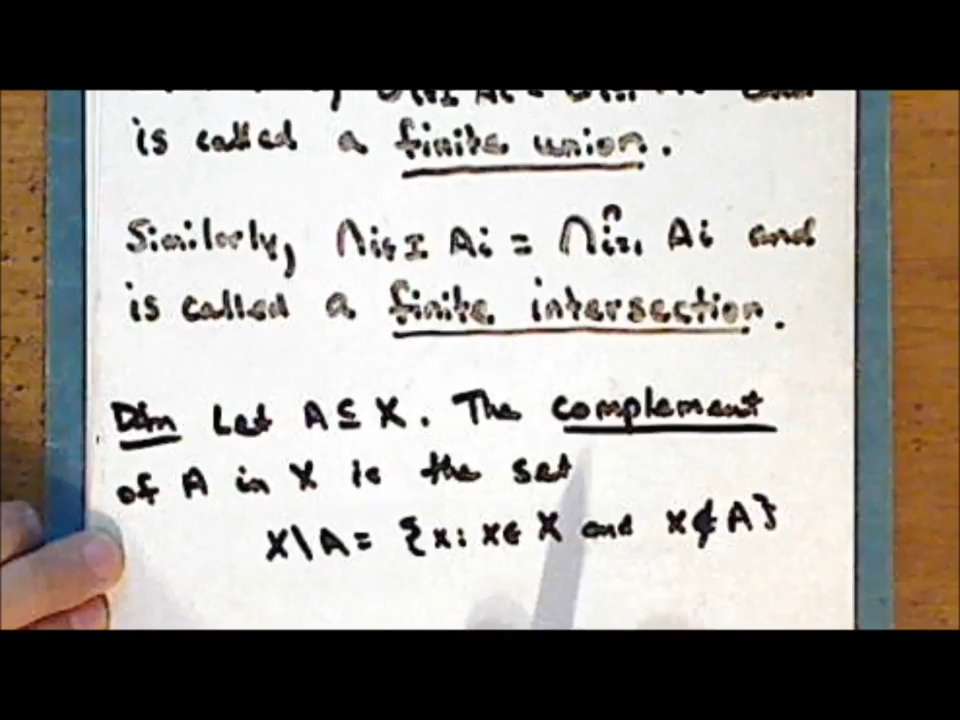 is called a finite union.
Similarly, ⋂i∈I Ai = ⋂ⁿi=1 Ai and
is called a finite intersection.
Dfn Let A ⊆ X. The complement
of A in X is the set
X\A = {x: x∈X and x∉A}